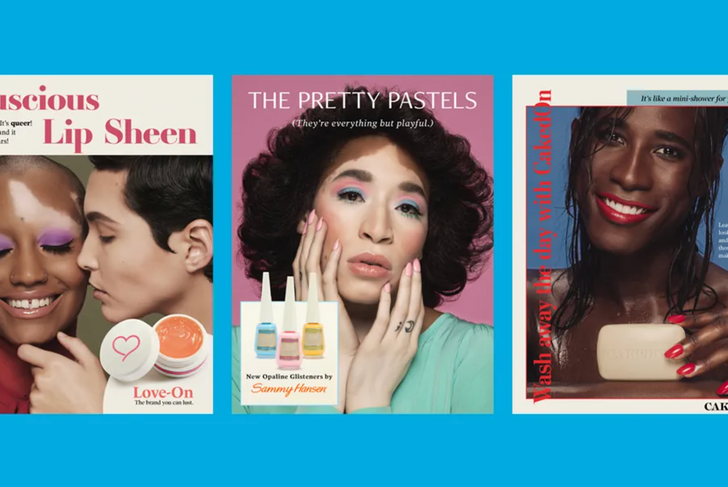 uscious
Lip Sheen
It's queer!
nd it
rs!
Love-On
The brand you can lust.
THE PRETTY PASTELS
(They're everything but playful.)
New Opaline Glisteners by
Sammy Hansen
It's like a mini-shower for
Wash away the day with CakedOn
CAK